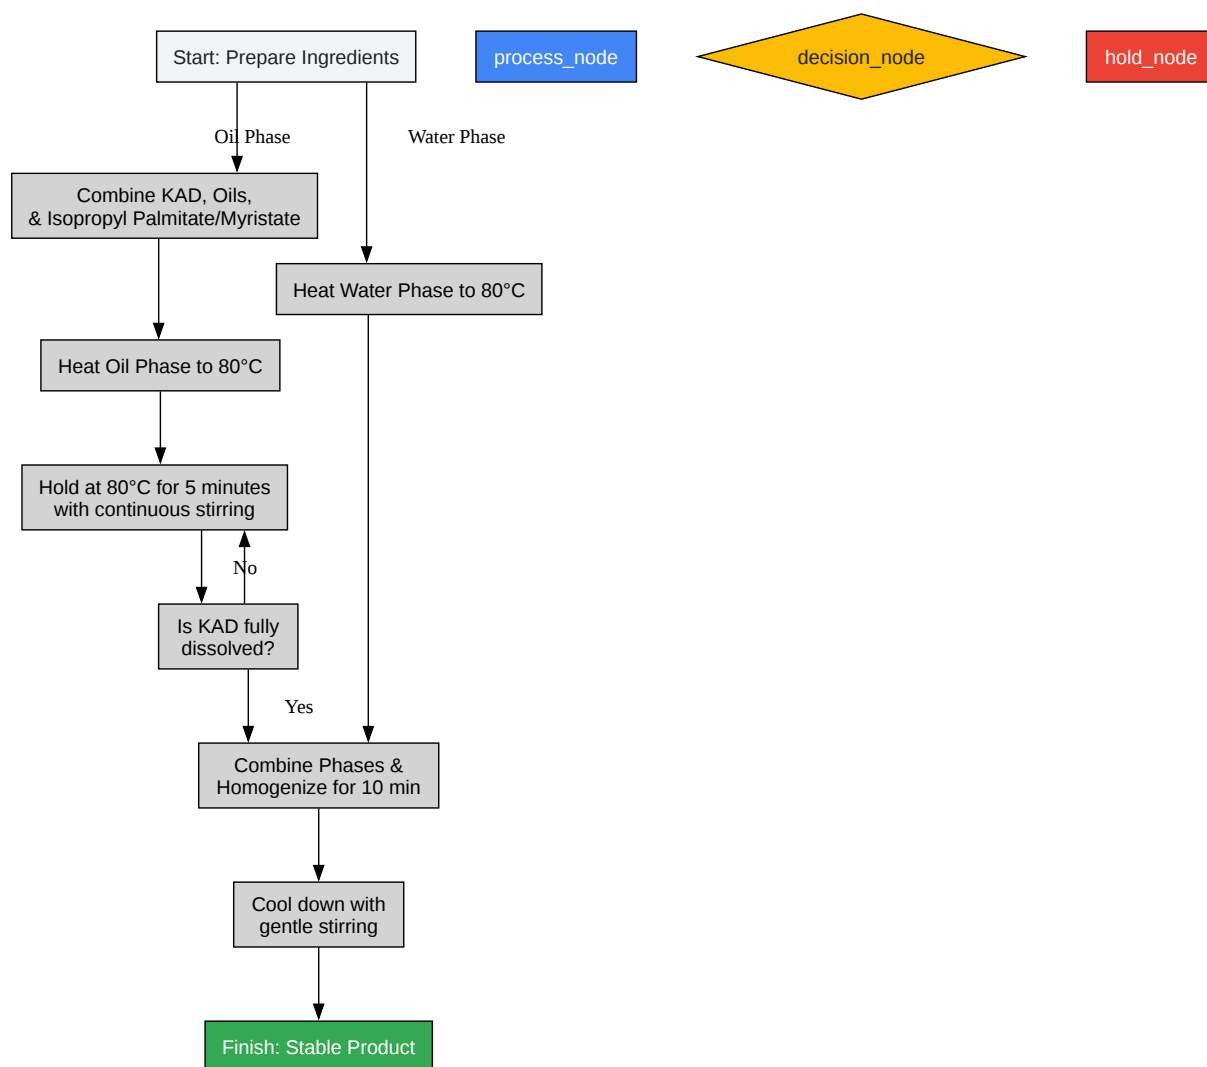 Start: Prepare Ingredients
process_node
decision_node
hold_node
Oil Phase
Water Phase
Combine KAD, Oils,
& Isopropyl Palmitate/Myristate
Heat Water Phase to 80°C
Heat Oil Phase to 80°C
Hold at 80°C for 5 minutes
with continuous stirring
No
Is KAD fully
dissolved?
Yes
Combine Phases &
Homogenize for 10 min
Cool down with
gentle stirring
Finish: Stable Product